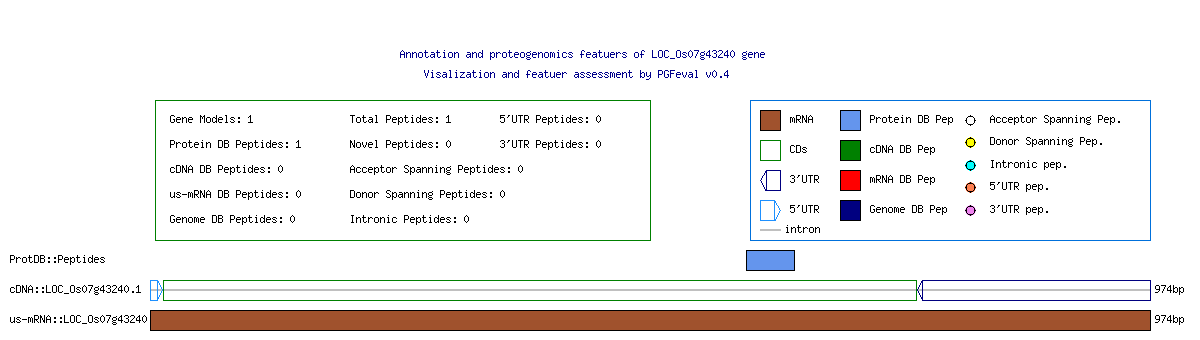 Annotation and proteogenomics featuers of LOC_Os07g43240 gene
Visalization and featuer assessment by PGFeval v0.4
Gene Models: 1 Total Peptides: 1 5'UTR Peptides: 0
Protein DB Peptides: 1 Novel Peptides: 0 3'UTR Peptides: 0
cDNA DB Peptides: 0 Acceptor Spanning Peptides: 0
us-mRNA DB Peptides: 0 Donor Spanning Peptides: 0
Genome DB Peptides: 0 Intronic Peptides: 0
mRNA Protein DB Pep Acceptor Spanning Pep.
CDs cDNA DB Pep Donor Spanning Pep.
3'UTR mRNA DB Pep Intronic pep.
5'UTR Genome DB Pep 5'UTR pep.
intron 3'UTR pep.
ProtDB::Peptides
cDNA::LOC_Os07g43240.1 974bp
us-mRNA::LOC_Os07g43240 974bp